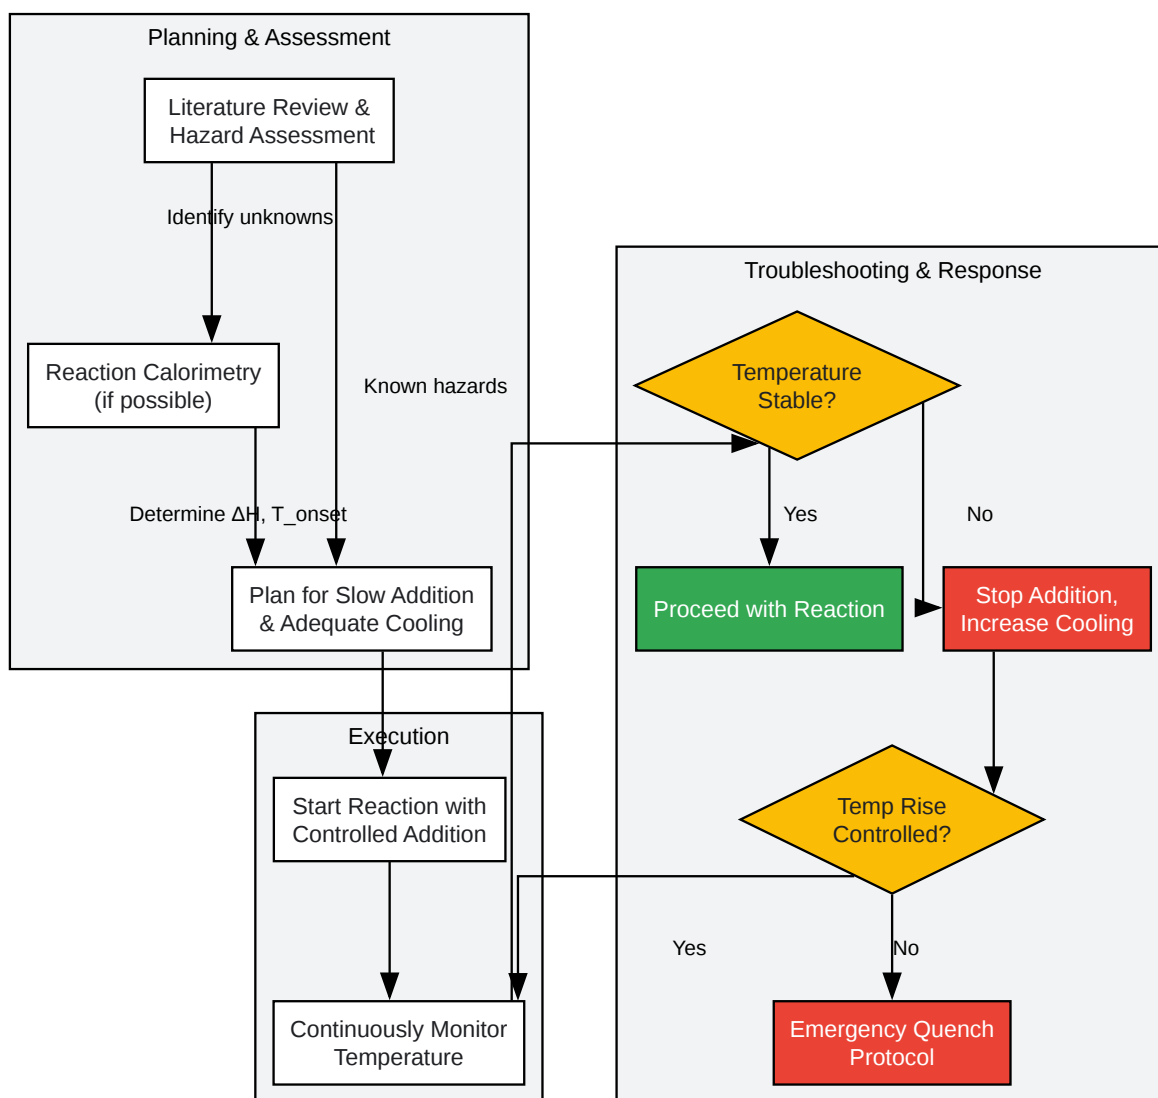 Planning & Assessment
Literature Review &
Hazard Assessment
Identify unknowns
Reaction Calorimetry
(if possible)
Known hazards
Determine ΔH, T_onset
Plan for Slow Addition
& Adequate Cooling
Execution
Start Reaction with
Controlled Addition
Continuously Monitor
Temperature
Troubleshooting & Response
Temperature
Stable?
Yes
No
Proceed with Reaction
Stop Addition,
Increase Cooling
Temp Rise
Controlled?
Yes
No
Emergency Quench
Protocol